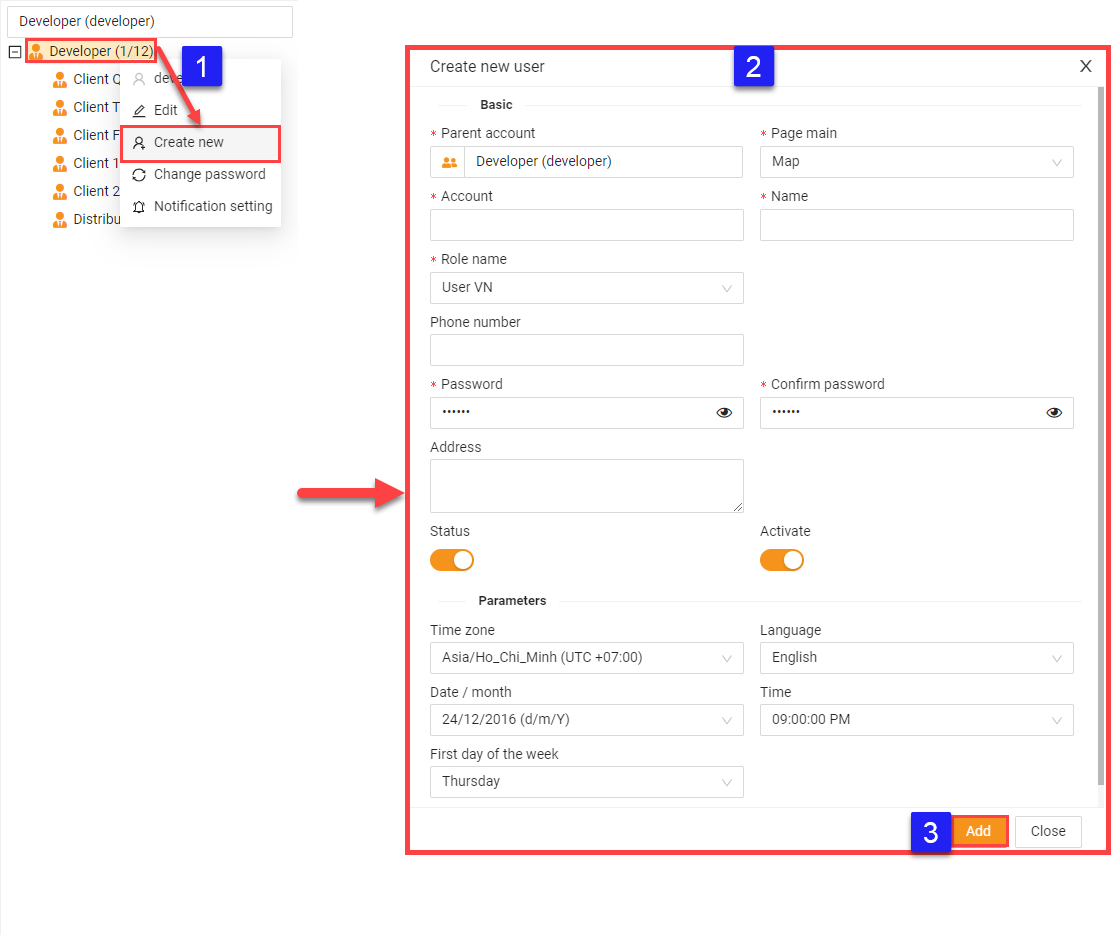 Developer (developer)
Developer (1/12)
1
Client
Client
Client
Client 1
Client 2
Edit
Create new
Change password
Notification setting
2
Create new user
X
Basic
* Parent account
* Page main
Developer (developer)
Map
* Account
* Name
* Role name
User VN
Phone number
* Password
* Confirm password
••••••
••••••
Address
Status
Activate
Parameters
Time zone
Language
Asia/Ho_Chi_Minh (UTC +07:00)
English
Date / month
Time
24/12/2016 (d/m/Y)
09:00:00 PM
First day of the week
Thursday
3
Add
Close